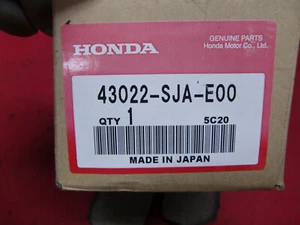 HONDA
GENUINE PARTS
Honda Motor Co., Ltd.
43022-SJA-E00
QTY 1 5C20
MADE IN JAPAN